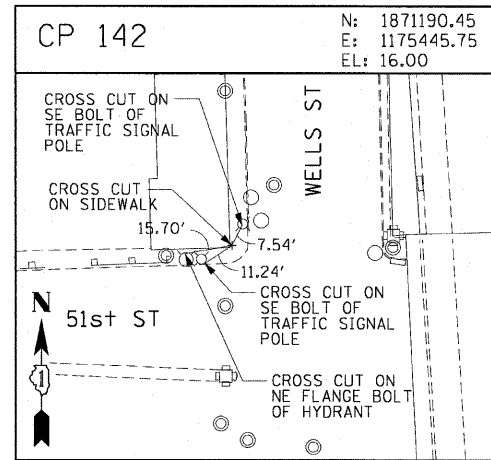 CP 142
N: 1871190.45
E: 1175445.75
EL: 16.00
CROSS CUT ON
SE BOLT OF
TRAFFIC SIGNAL
POLE
WELLS ST
CROSS CUT
ON SIDEWALK
15.70'
7.54'
11.24'
CROSS CUT ON
SE BOLT OF
TRAFFIC SIGNAL
POLE
N
51st ST
1
CROSS CUT ON
NE FLANGE BOLT
OF HYDRANT